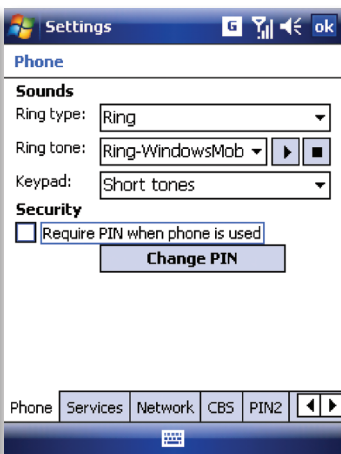 Settings G ok
Phone
Sounds
Ring type: Ring
Ring tone: Ring-WindowsMob
Keypad: Short tones
Security
Require PIN when phone is used
Change PIN
Phone Services Network CBS PIN2